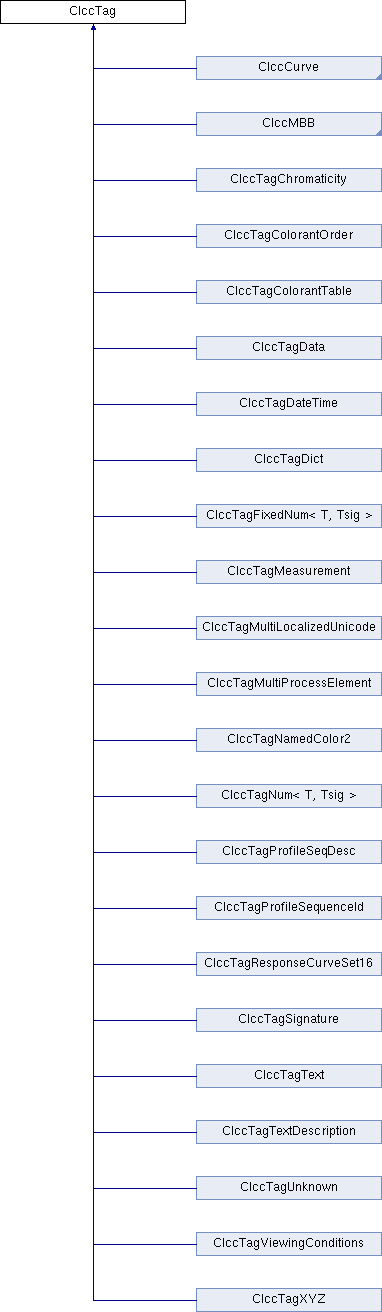 CIccTag
CIccCurve
CIccMBB
CIccTagChromaticity
CIccTagColorantOrder
CIccTagColorantTable
CIccTagData
CIccTagDateTime
CIccTagDict
CIccTagFixedNum< T, Tsig >
CIccTagMeasurement
CIccTagMultiLocalizedUnicode
CIccTagMultiProcessElement
CIccTagNamedColor2
CIccTagNum< T, Tsig >
CIccTagProfileSeqDesc
CIccTagProfileSequenceId
CIccTagResponseCurveSet16
CIccTagSignature
CIccTagText
CIccTagTextDescription
CIccTagUnknown
CIccTagViewingConditions
CIccTagXYZ